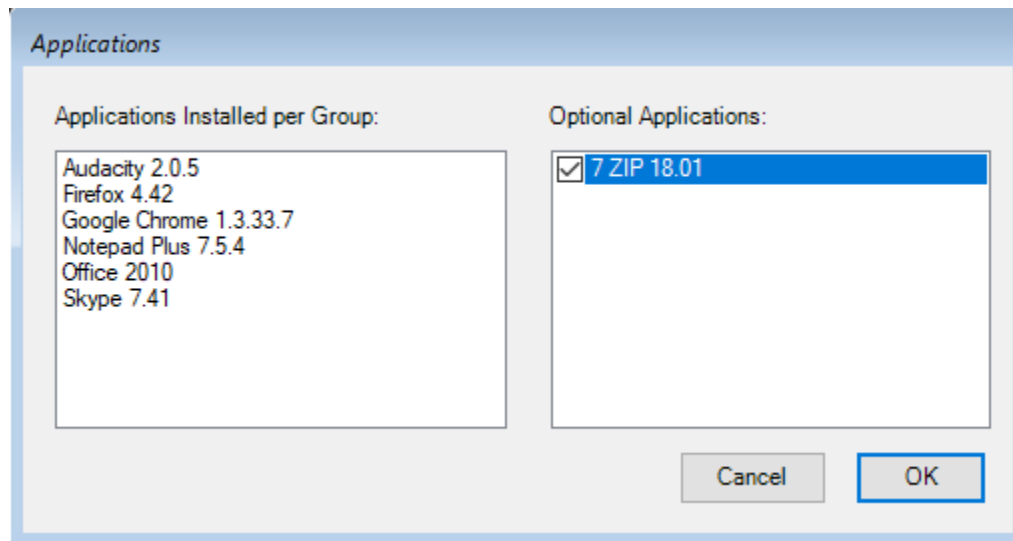 Applications
Applications Installed per Group:
Audacity 2.0.5
Firefox 4.42
Google Chrome 1.3.33.7
Notepad Plus 7.5.4
Office 2010
Skype 7.41
Optional Applications:
7 ZIP 18.01
Cancel
OK